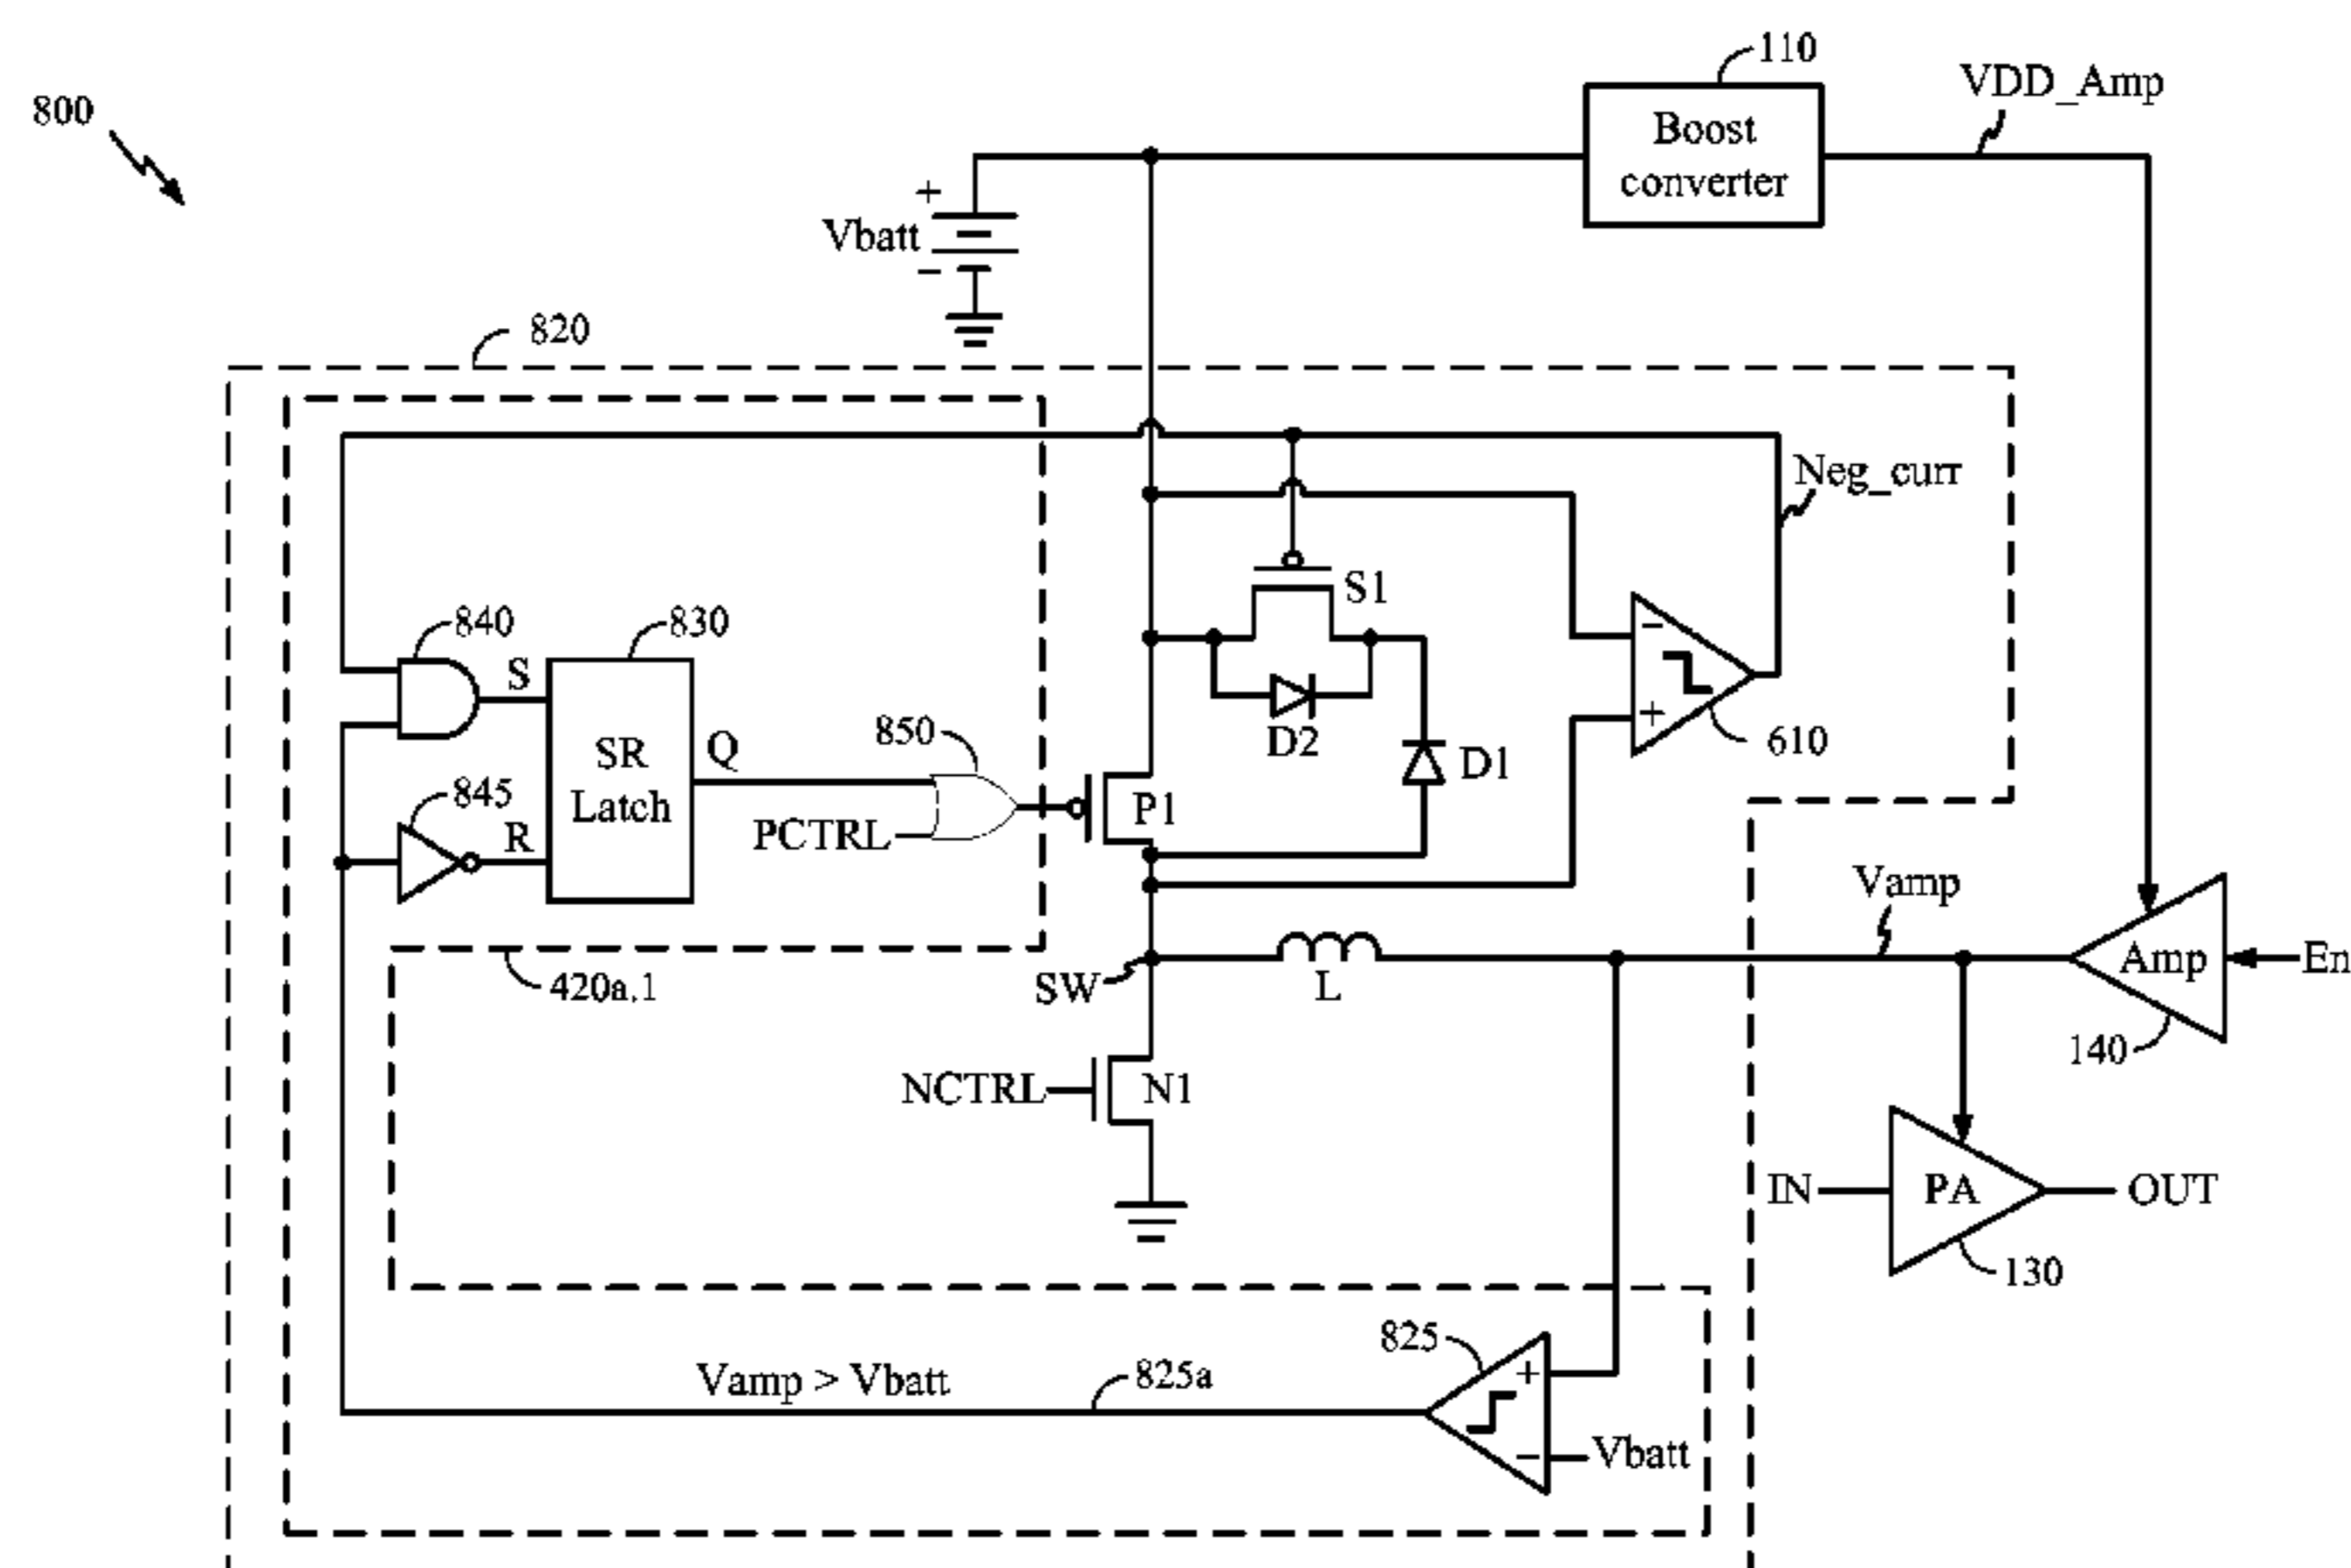 110
VDD_Amp
800
Boost
converter
+
Vbatt
−
820
Neg_curr
S1
840
S
830
−
D2
D1
+
610
SR
Latch
Q
850
845
R
PCTRL
P1
Vamp
420a.1
SW
L
Amp
En
140
NCTRL
N1
IN
PA
OUT
130
825
+
Vamp > Vbatt
825a
−
Vbatt